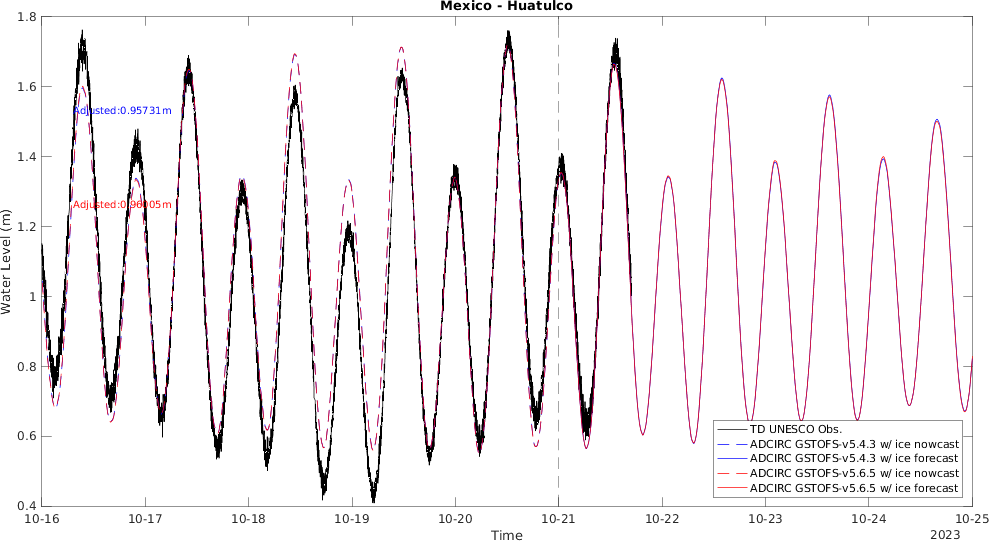 Mexico - Huatulco
Water Level (m)
1.8
1.6
1.4
1.2
1
0.8
0.6
0.4
Adjusted:0.95731m
Adjusted:0.96005m
TD UNESCO Obs.
ADCIRC GSTOFS-v5.4.3 w/ ice nowcast
ADCIRC GSTOFS-v5.4.3 w/ ice forecast
ADCIRC GSTOFS-v5.6.5 w/ ice nowcast
ADCIRC GSTOFS-v5.6.5 w/ ice forecast
10-16 10-17 10-18 10-19 10-20 10-21 10-22 10-23 10-24 10-25
Time
2023